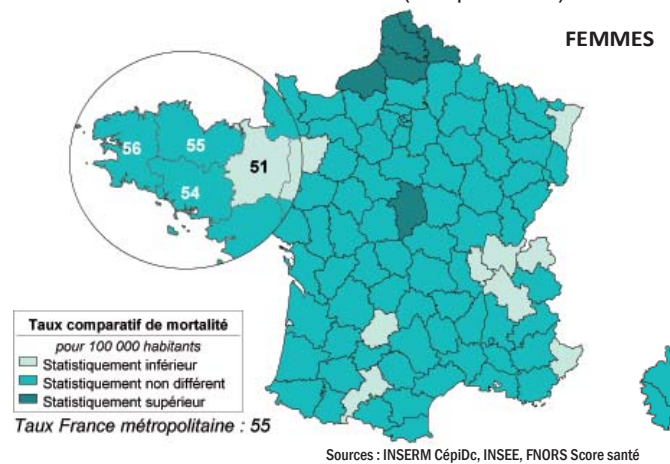 FEMMES
56
55
51
54
Taux comparatif de mortalité
pour 100 000 habitants
Statistiquement inférieur
Statistiquement non différent
Statistiquement supérieur
Taux France métropolitaine : 55
Sources : INSERM CépiDc, INSEE, FNORS Score santé